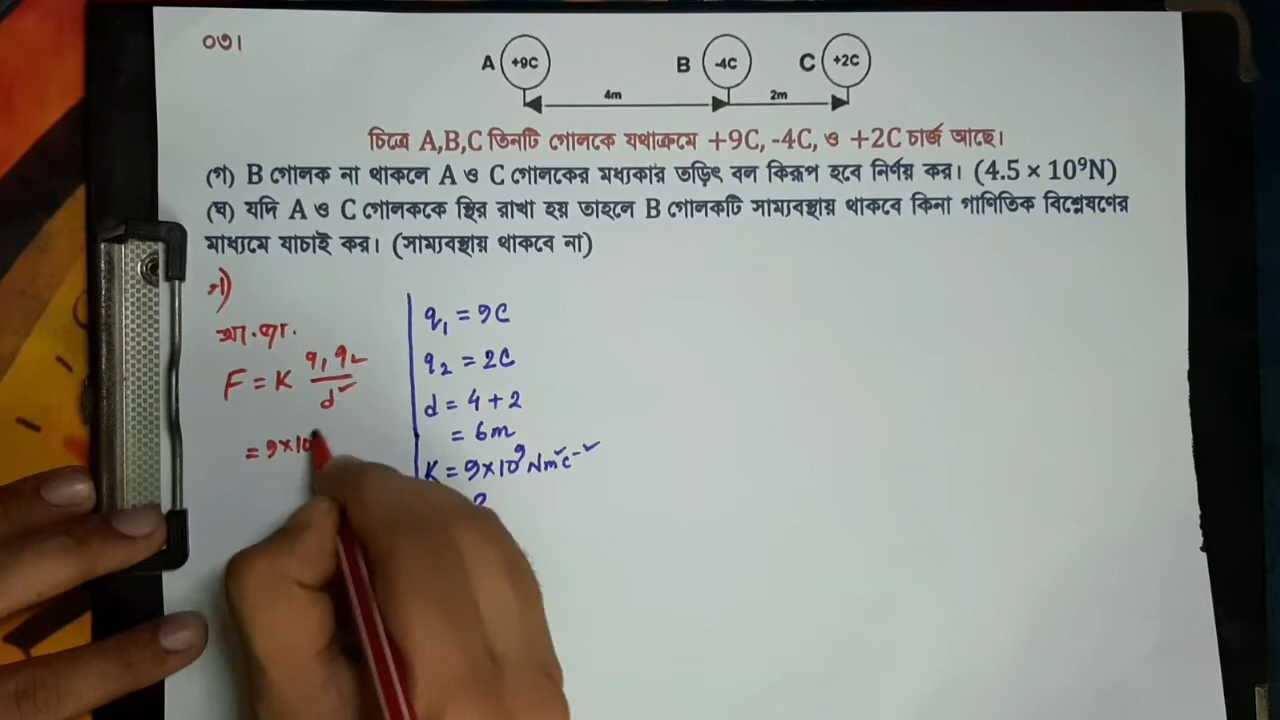 ০৩।
A +9C B -4C C +2C
4m 2m
চিত্রে A,B,C তিনটি গোলকে যথাক্রমে +9C, -4C, ও +2C চার্জ আছে।
(গ) B গোলক না থাকলে A ও C গোলকের মধ্যকার তড়িৎ বল কিরূপ হবে নির্ণয় কর। (4.5 × 10⁹N)
(ঘ) যদি A ও C গোলককে স্থির রাখা হয় তাহলে B গোলকটি সাম্যবস্থায় থাকবে কিনা গাণিতিক বিশ্লেষণের
মাধ্যমে যাচাই কর। (সাম্যবস্থায় থাকবে না)
গ)
আ.পা.
F = K q₁q₂/d²
= 9×10
q₁ = 9C
q₂ = 2C
d = 4 + 2
= 6m
K = 9×10⁹ Nm²C⁻²